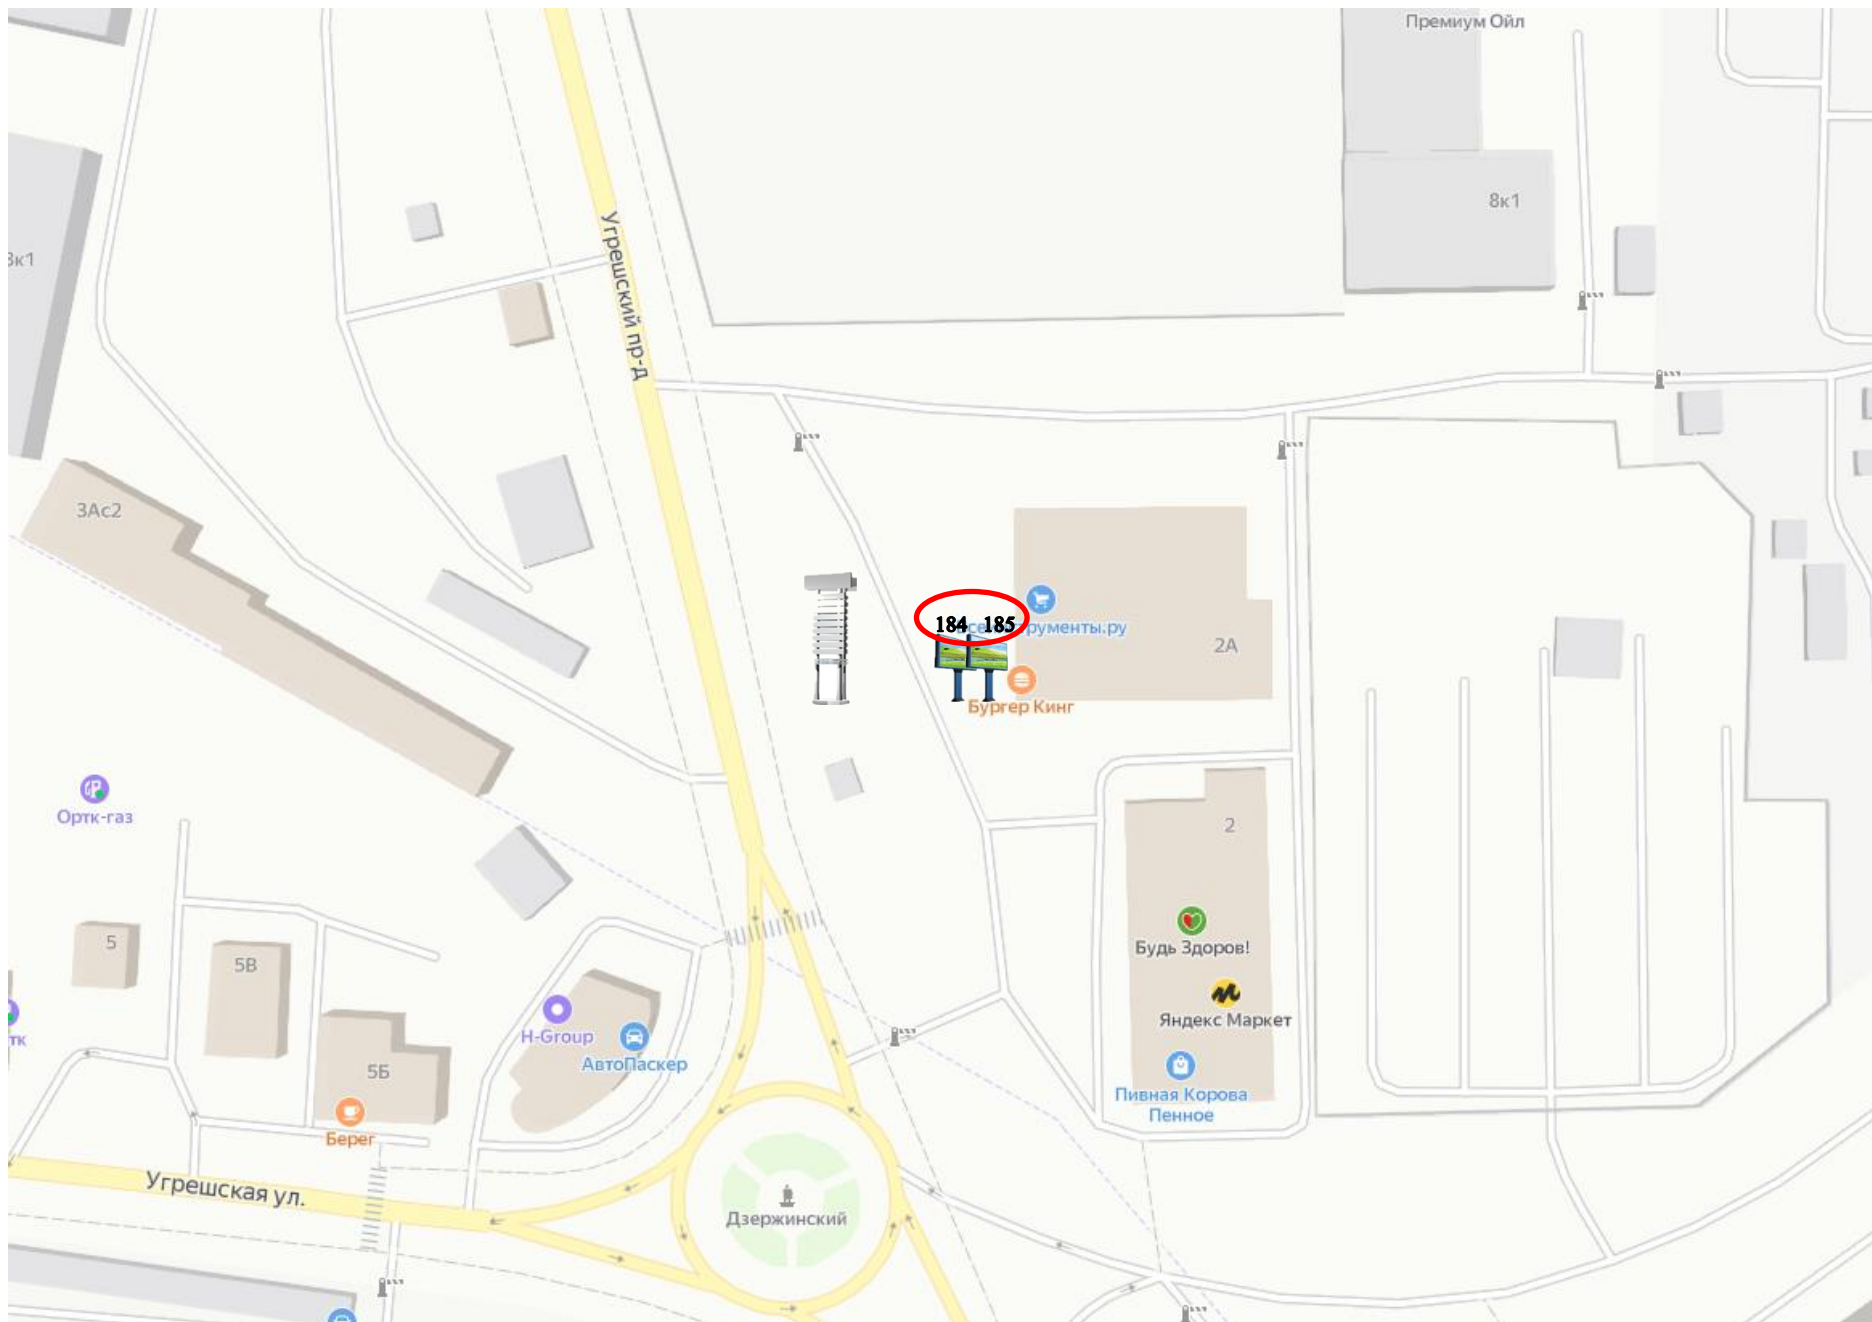 Премиум Ойл
8к1
3к1
Угрешский пр-д
3Ас2
184 185
рументы.ру
2А
Бургер Кинг
Ортк-газ
2
5
5В
Будь Здоров!
Яндекс Маркет
H-Group
АвтоПаскер
5Б
Пивная Корова
Пенное
Берег
Угрешская ул.
Дзержинский